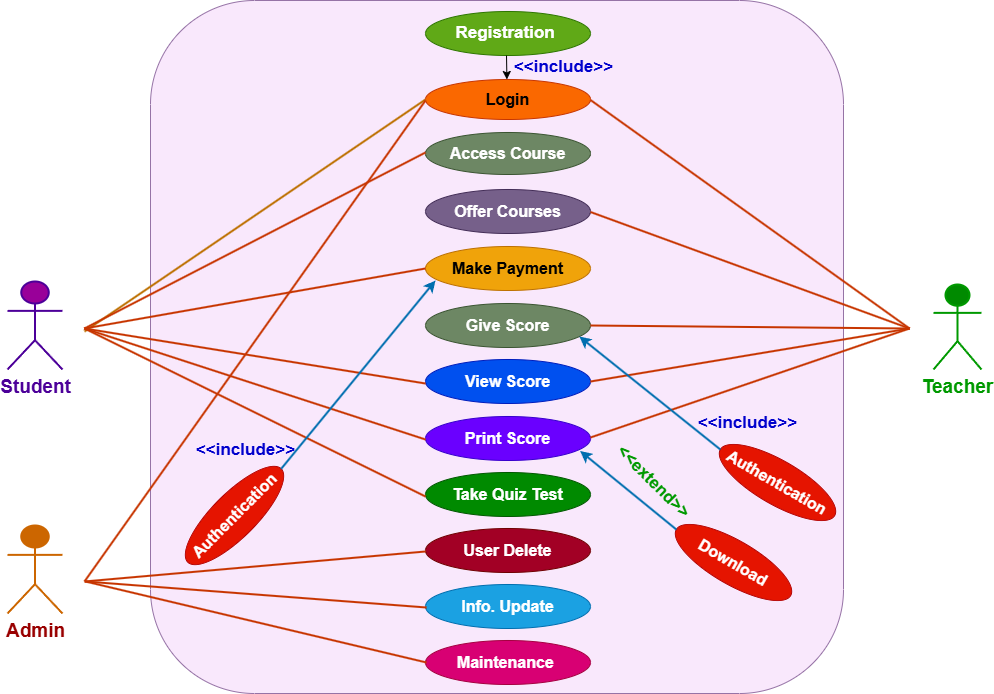 Registration
<<include>>
Login
Access Course
Offer Courses
Make Payment
Give Score
View Score
Student
Teacher
Print Score
<<include>>
<<include>>
<<extend>>
Authentication
Authentication
Take Quiz Test
User Delete
Download
Info. Update
Admin
Maintenance